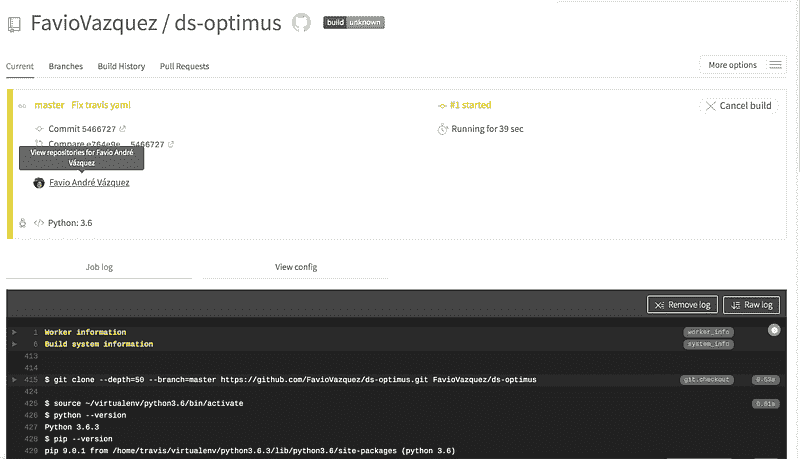 FavioVazquez / ds-optimus
build unknown
Current Branches Build History Pull Requests
More options
master Fix travis yaml
#1 started
Cancel build
Commit 5466727
Running for 39 sec
Compare e764e9e ... 5466727
View repositories for Favio André
Vázquez
Favio André Vázquez
Python: 3.6
Job log
View config
Remove log
Raw log
1 Worker information worker_info
6 Build system information system_info
413
414
415 $ git clone --depth=50 --branch=master https://github.com/FavioVazquez/ds-optimus.git FavioVazquez/ds-optimus git.checkout
424
425 $ source ~/virtualenv/python3.6/bin/activate 0.01s
426 $ python --version
427 Python 3.6.3
428 $ pip --version
429 pip 9.0.1 from /home/travis/virtualenv/python3.6.3/lib/python3.6/site-packages (python 3.6)